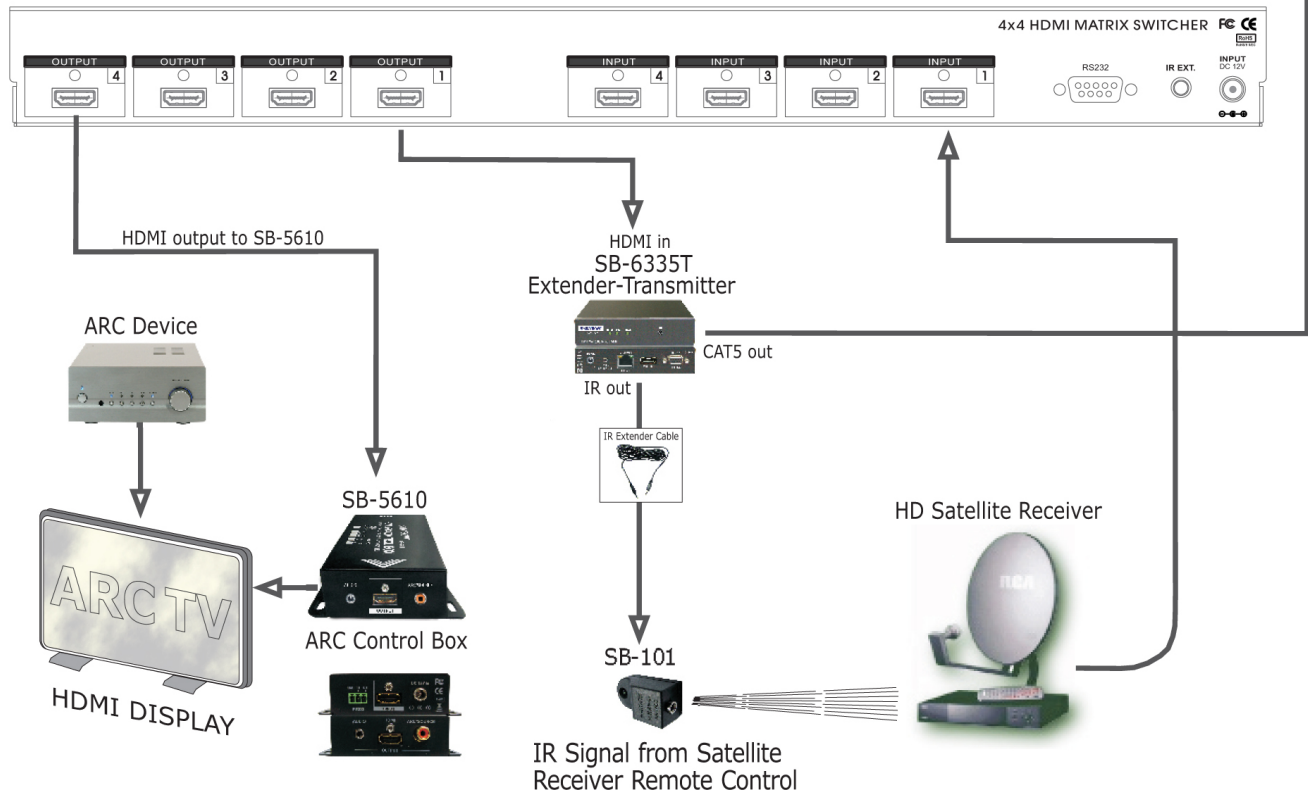 4x4 HDMI MATRIX SWITCHER FC CE
RoHS
OUTPUT
4
OUTPUT
3
OUTPUT
2
OUTPUT
1
INPUT
4
INPUT
3
INPUT
2
INPUT
1
RS232
IR EXT.
INPUT
DC 12V
HDMI output to SB-5610
HDMI in
SB-6335T
Extender-Transmitter
CAT5 out
IR out
IR Extender Cable
ARC Device
SB-5610
ARC Control Box
ARC TV
HDMI DISPLAY
SB-101
IR Signal from Satellite
Receiver Remote Control
HD Satellite Receiver
RCA